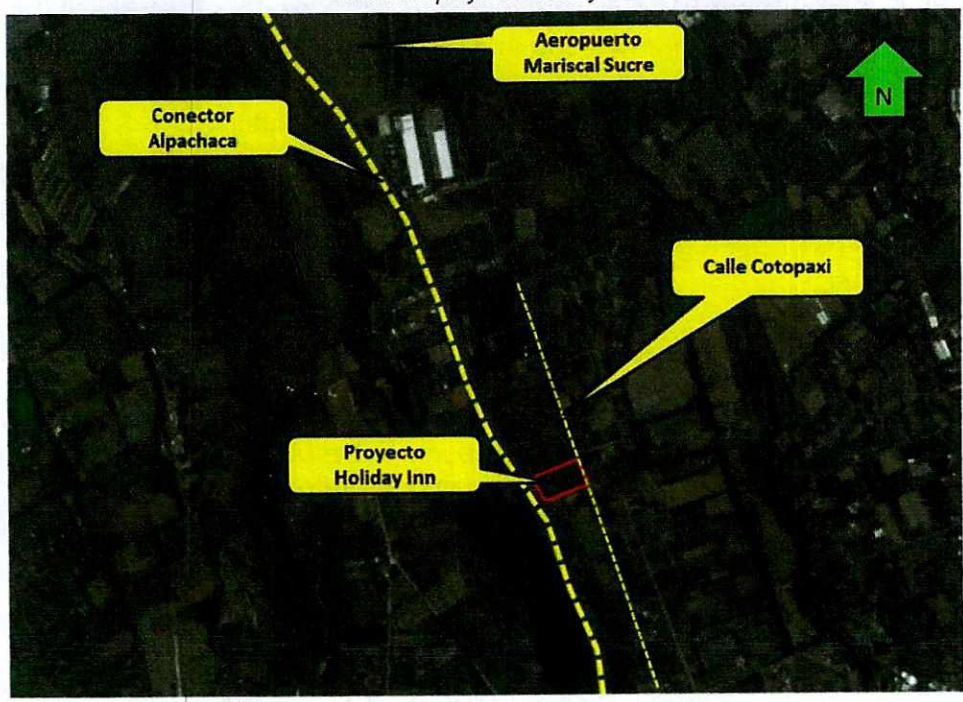 Aeropuerto
Mariscal Sucre
N
Conector
Alpachaca
Calle Cotopaxi
Proyecto
Holiday Inn